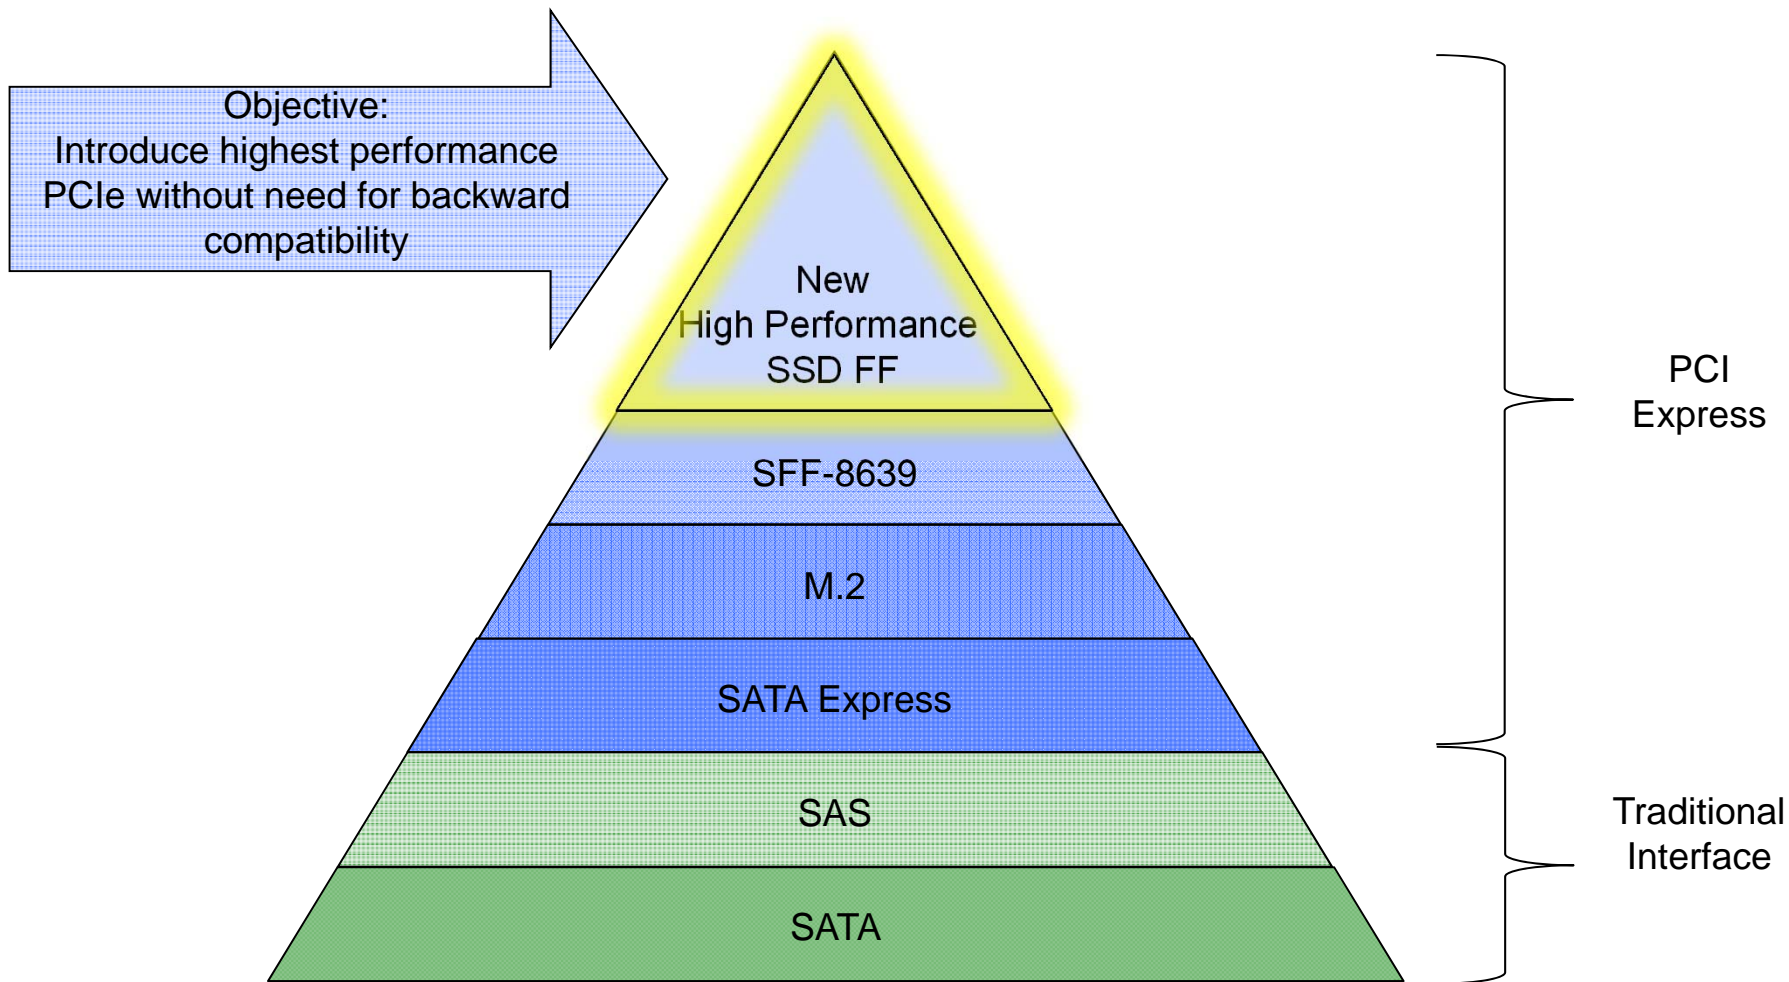 Objective:
Introduce highest performance
PCIe without need for backward
compatibility
New
High Performance
SSD FF
SFF-8639
M.2
SATA Express
SAS
SATA
PCI
Express
Traditional
Interface